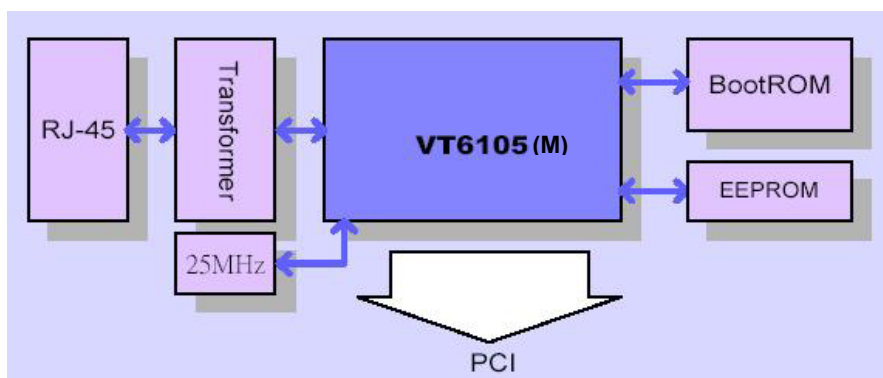 RJ-45
Transformer
VT6105 (M)
BootROM
EEPROM
25MHz
PCI